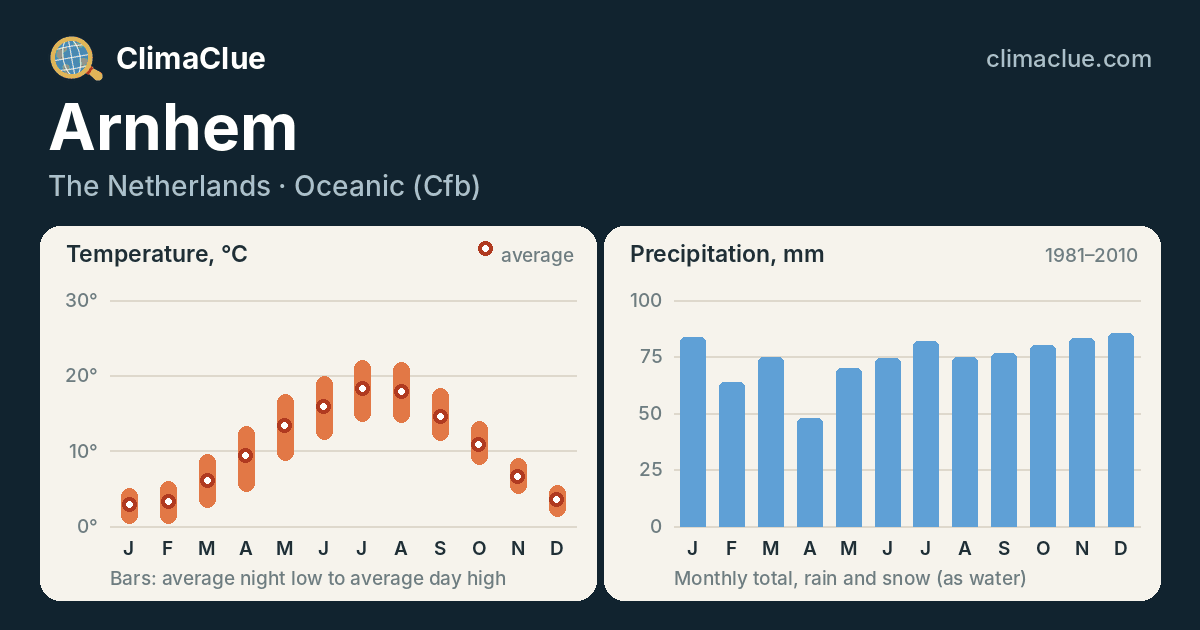 ClimaClue
climaclue.com
Arnhem
The Netherlands · Oceanic (Cfb)
Temperature, °C
average
30°
20°
10°
0°
J F M A M J J A S O N D
Bars: average night low to average day high
Precipitation, mm
1981–2010
100
75
50
25
0
J F M A M J J A S O N D
Monthly total, rain and snow (as water)